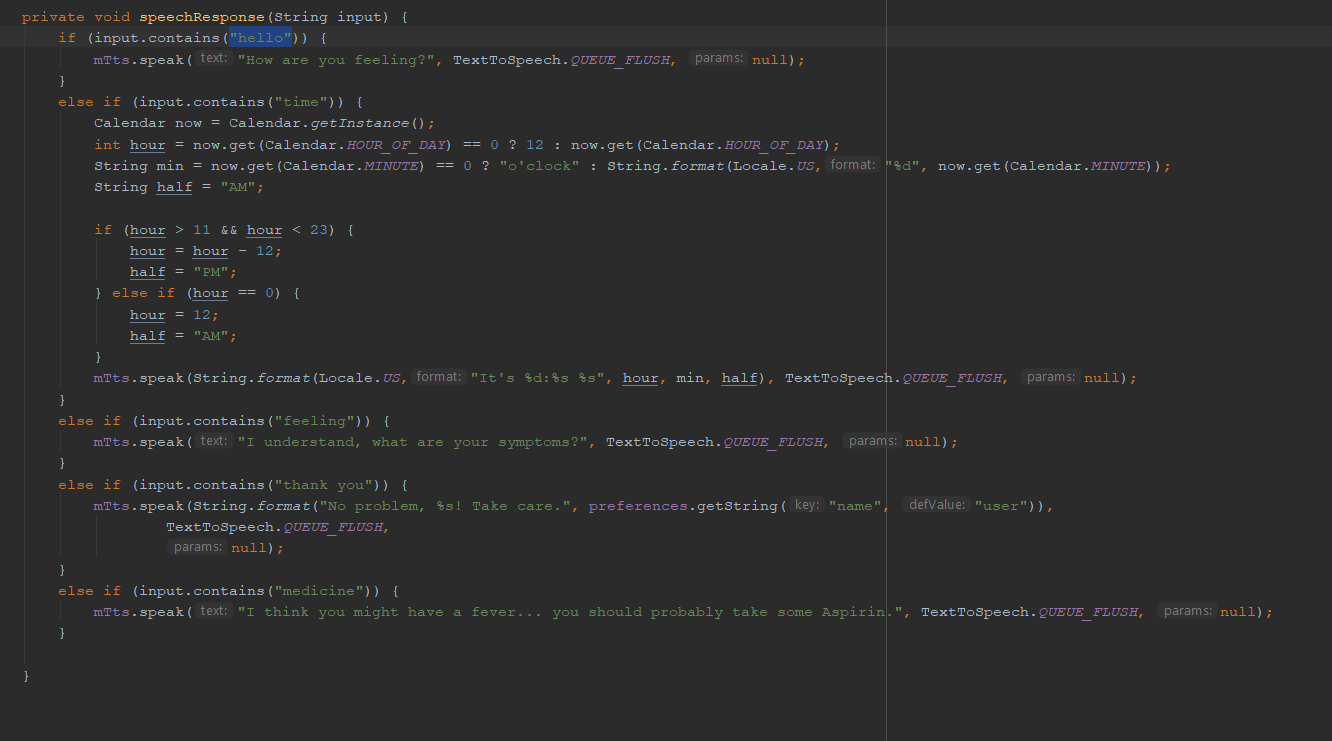 private void speechResponse(String input) {
    if (input.contains("hello")) {
        mTts.speak( text: "How are you feeling?", TextToSpeech.QUEUE_FLUSH, params: null);
    }
    else if (input.contains("time")) {
        Calendar now = Calendar.getInstance();
        int hour = now.get(Calendar.HOUR_OF_DAY) == 0 ? 12 : now.get(Calendar.HOUR_OF_DAY);
        String min = now.get(Calendar.MINUTE) == 0 ? "o'clock" : String.format(Locale.US, format: "%d", now.get(Calendar.MINUTE));
        String half = "AM";

        if (hour > 11 && hour < 23) {
            hour = hour - 12;
            half = "PM";
        } else if (hour == 0) {
            hour = 12;
            half = "AM";
        }
        mTts.speak(String.format(Locale.US, format: "It's %d:%s %s", hour, min, half), TextToSpeech.QUEUE_FLUSH, params: null);
    }
    else if (input.contains("feeling")) {
        mTts.speak( text: "I understand, what are your symptoms?", TextToSpeech.QUEUE_FLUSH, params: null);
    }
    else if (input.contains("thank you")) {
        mTts.speak(String.format("No problem, %s! Take care.", preferences.getString( key: "name", defValue: "user")),
                TextToSpeech.QUEUE_FLUSH,
                params: null);
    }
    else if (input.contains("medicine")) {
        mTts.speak( text: "I think you might have a fever... you should probably take some Aspirin.", TextToSpeech.QUEUE_FLUSH, params: null);
    }

}